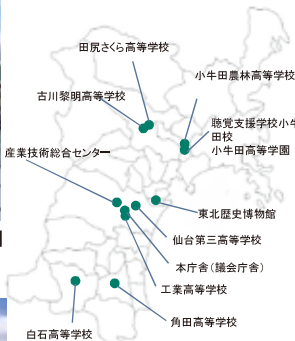 田尻さくら高等学校
小牛田農林高等学校
古川黎明高等学校
聴覚支援学校小牛
田校
小牛田高等学園
産業技術総合センター
東北歴史博物館
仙台第三高等学校
本庁舎(議会庁舎)
工業高等学校
角田高等学校
白石高等学校